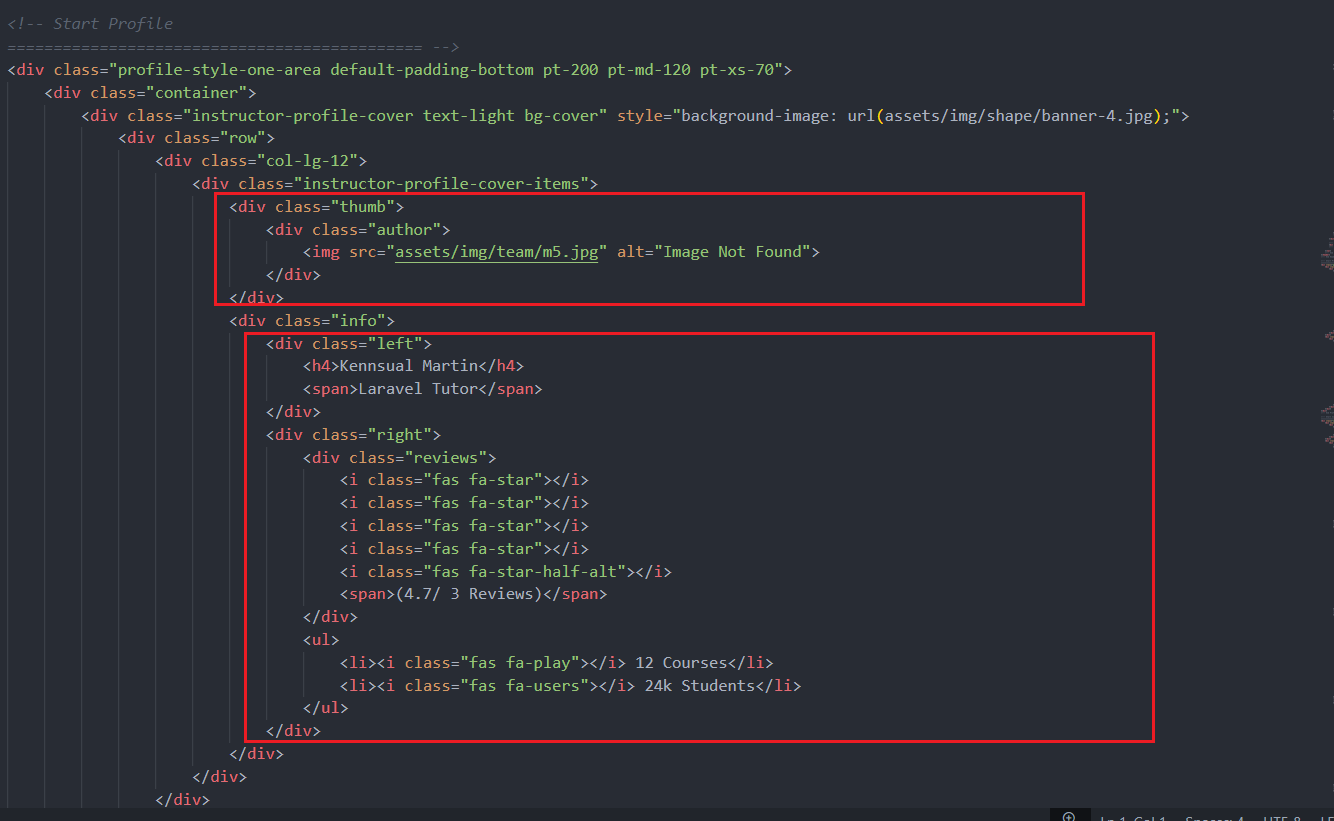 <!-- Start Profile
============================================= -->
<div class="profile-style-one-area default-padding-bottom pt-200 pt-md-120 pt-xs-70">
<div class="container">
<div class="instructor-profile-cover text-light bg-cover" style="background-image: url(assets/img/shape/banner-4.jpg);">
<div class="row">
<div class="col-lg-12">
<div class="instructor-profile-cover-items">
<div class="thumb">
<div class="author">
<img src="assets/img/team/m5.jpg" alt="Image Not Found">
</div>
</div>
<div class="info">
<div class="left">
<h4>Kennsual Martin</h4>
<span>Laravel Tutor</span>
</div>
<div class="right">
<div class="reviews">
<i class="fas fa-star"></i>
<i class="fas fa-star"></i>
<i class="fas fa-star"></i>
<i class="fas fa-star"></i>
<i class="fas fa-star-half-alt"></i>
<span>(4.7/ 3 Reviews)</span>
</div>
<ul>
<li><i class="fas fa-play"></i> 12 Courses</li>
<li><i class="fas fa-users"></i> 24k Students</li>
</ul>
</div>
</div>
</div>
</div>